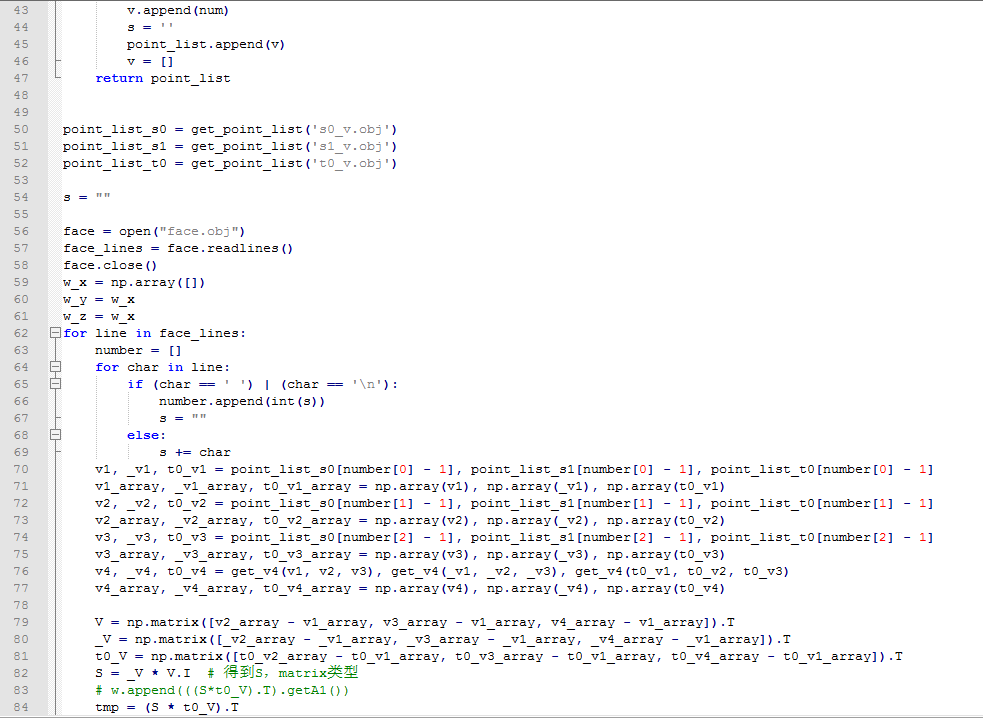 43 v.append(num)
44 s = ''
45 point_list.append(v)
46 v = []
47 return point_list
48
49
50 point_list_s0 = get_point_list('s0_v.obj')
51 point_list_s1 = get_point_list('s1_v.obj')
52 point_list_t0 = get_point_list('t0_v.obj')
53
54 s = ""
55
56 face = open("face.obj")
57 face_lines = face.readlines()
58 face.close()
59 w_x = np.array([])
60 w_y = w_x
61 w_z = w_x
62 for line in face_lines:
63 number = []
64 for char in line:
65 if (char == ' ') | (char == '\n'):
66 number.append(int(s))
67 s = ""
68 else:
69 s += char
70 v1, _v1, t0_v1 = point_list_s0[number[0] - 1], point_list_s1[number[0] - 1], point_list_t0[number[0] - 1]
71 v1_array, _v1_array, t0_v1_array = np.array(v1), np.array(_v1), np.array(t0_v1)
72 v2, _v2, t0_v2 = point_list_s0[number[1] - 1], point_list_s1[number[1] - 1], point_list_t0[number[1] - 1]
73 v2_array, _v2_array, t0_v2_array = np.array(v2), np.array(_v2), np.array(t0_v2)
74 v3, _v3, t0_v3 = point_list_s0[number[2] - 1], point_list_s1[number[2] - 1], point_list_t0[number[2] - 1]
75 v3_array, _v3_array, t0_v3_array = np.array(v3), np.array(_v3), np.array(t0_v3)
76 v4, _v4, t0_v4 = get_v4(v1, v2, v3), get_v4(_v1, _v2, _v3), get_v4(t0_v1, t0_v2, t0_v3)
77 v4_array, _v4_array, t0_v4_array = np.array(v4), np.array(_v4), np.array(t0_v4)
78
79 V = np.matrix([v2_array - v1_array, v3_array - v1_array, v4_array - v1_array]).T
80 _V = np.matrix([_v2_array - _v1_array, _v3_array - _v1_array, _v4_array - _v1_array]).T
81 t0_V = np.matrix([t0_v2_array - t0_v1_array, t0_v3_array - t0_v1_array, t0_v4_array - t0_v1_array]).T
82 S = _V * V.I # 得到S，matrix类型
83 # w.append(((S*t0_V).T).getA1())
84 tmp = (S * t0_V).T